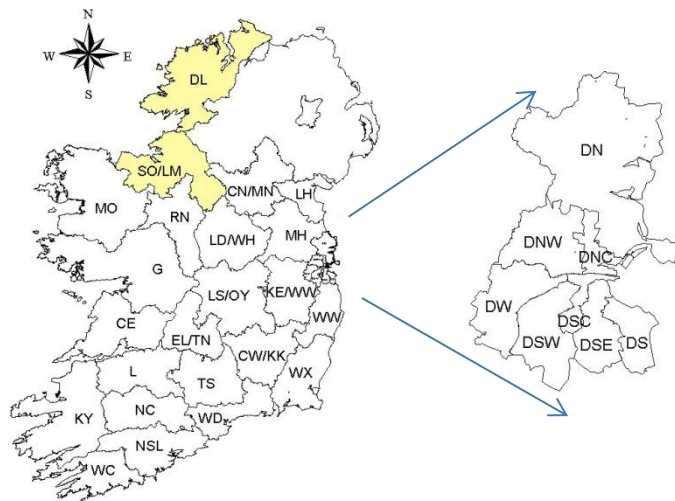 N
W E
S
DL
SO/LM
CN/MN
LH
MO
RN
LD/WH
MH
G
LS/OY
KE/WW
WW
CE
EL/TN
CW/KK
WX
L
TS
KY
NC
WD
NSL
WC
DN
DNW
DNC
DW
DSC
DSW
DSE
DS